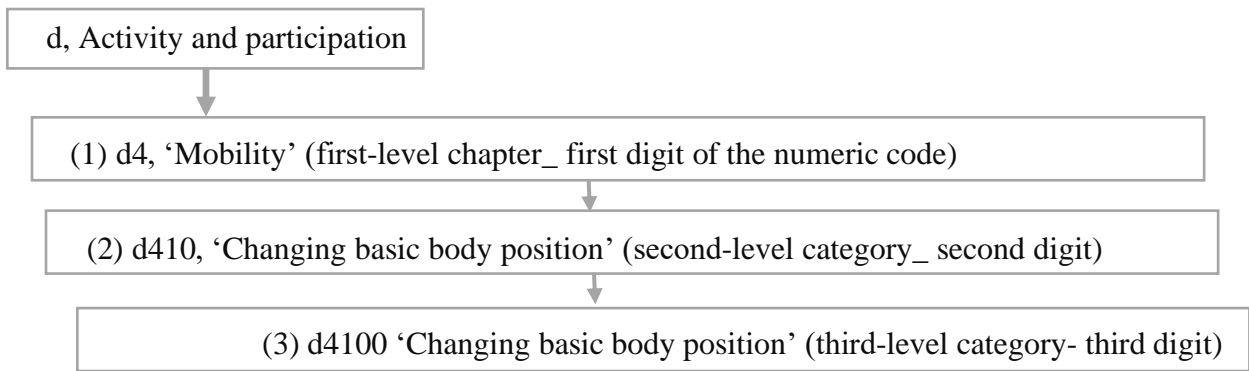 d, Activity and participation
(1) d4, ‘Mobility’ (first-level chapter_ first digit of the numeric code)
(2) d410, ‘Changing basic body position’ (second-level category_ second digit)
(3) d4100 ‘Changing basic body position’ (third-level category- third digit)